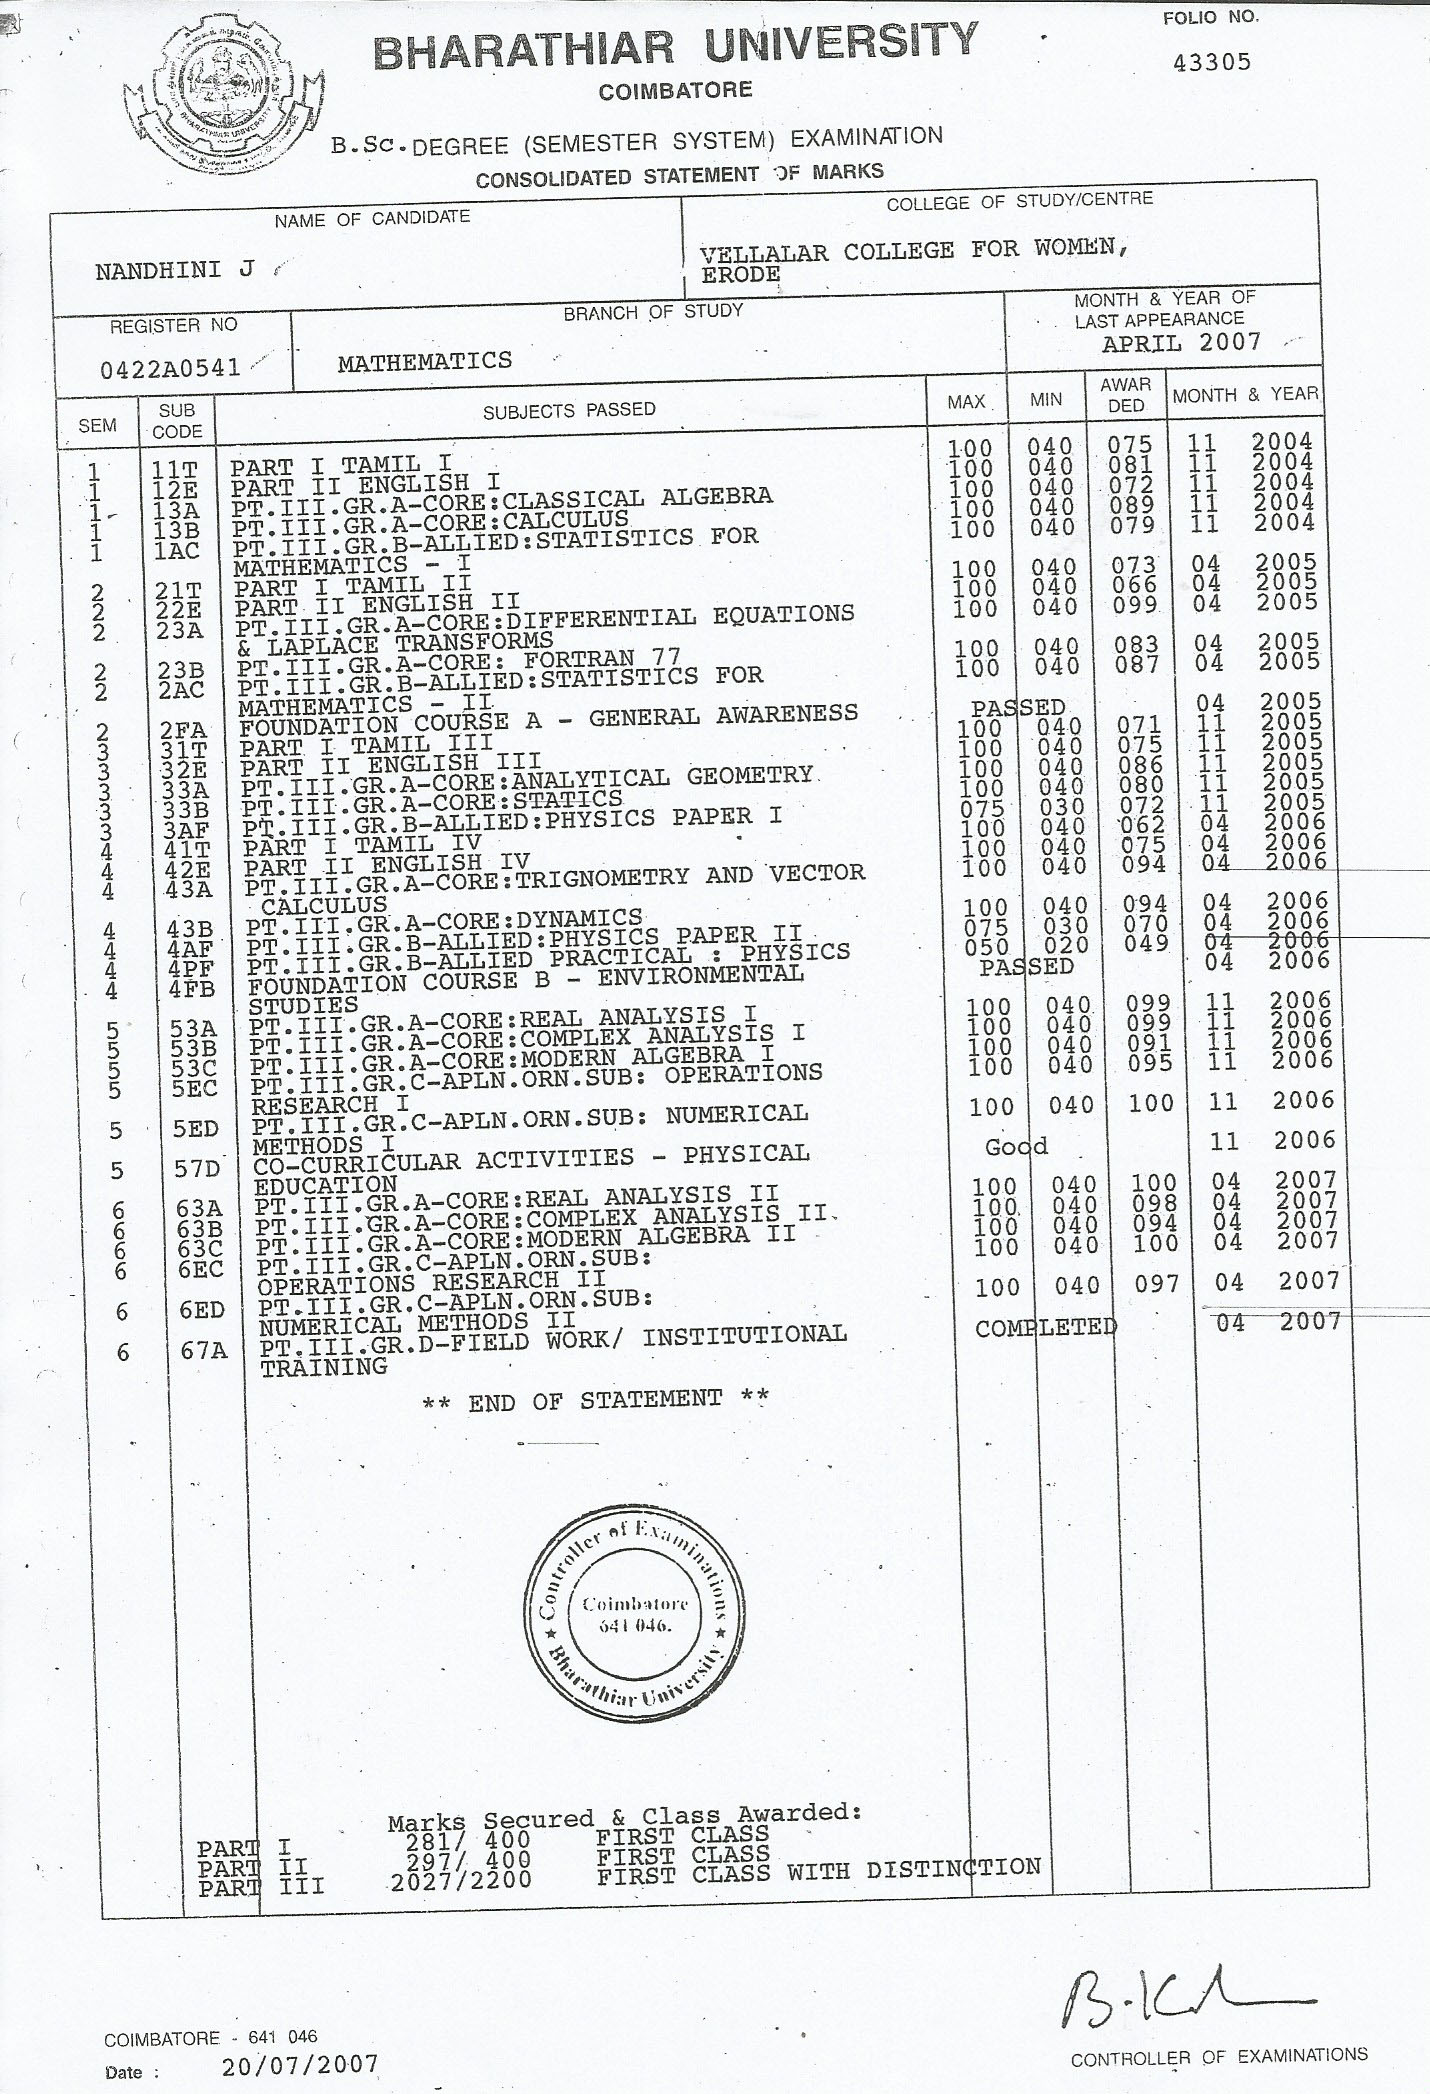 FOLIO NO.
43305
BHARATHIAR UNIVERSITY
COIMBATORE
B.Sc. DEGREE (SEMESTER SYSTEM) EXAMINATION
CONSOLIDATED STATEMENT OF MARKS
NAME OF CANDIDATE
COLLEGE OF STUDY/CENTRE
NANDHINI J
VELLALAR COLLEGE FOR WOMEN,
ERODE
REGISTER NO
BRANCH OF STUDY
MONTH & YEAR OF
LAST APPEARANCE
0422A0541
MATHEMATICS
APRIL 2007
SEM SUB CODE SUBJECTS PASSED MAX MIN AWAR DED MONTH & YEAR
1 11T PART I TAMIL I 100 040 075 11 2004
1 12E PART II ENGLISH I 100 040 081 11 2004
1 13A PT.III.GR.A-CORE:CLASSICAL ALGEBRA 100 040 072 11 2004
1 13B PT.III.GR.A-CORE:CALCULUS 100 040 089 11 2004
1 1AC PT.III.GR.B-ALLIED:STATISTICS FOR 100 040 079 11 2004
MATHEMATICS - I
2 21T PART I TAMIL II 100 040 073 04 2005
2 22E PART II ENGLISH II 100 040 066 04 2005
2 23A PT.III.GR.A-CORE:DIFFERENTIAL EQUATIONS 100 040 099 04 2005
& LAPLACE TRANSFORMS
2 23B PT.III.GR.A-CORE: FORTRAN 77 100 040 083 04 2005
2 2AC PT.III.GR.B-ALLIED:STATISTICS FOR 100 040 087 04 2005
MATHEMATICS - II
2 2FA FOUNDATION COURSE A - GENERAL AWARENESS PASSED 04 2005
3 31T PART I TAMIL III 100 040 071 11 2005
3 32E PART II ENGLISH III 100 040 075 11 2005
3 33A PT.III.GR.A-CORE:ANALYTICAL GEOMETRY 100 040 086 11 2005
3 33B PT.III.GR.A-CORE:STATICS 100 040 080 11 2005
3 3AF PT.III.GR.B-ALLIED:PHYSICS PAPER I 075 030 072 11 2005
4 41T PART I TAMIL IV 100 040 062 04 2006
4 42E PART II ENGLISH IV 100 040 075 04 2006
4 43A PT.III.GR.A-CORE:TRIGNOMETRY AND VECTOR 100 040 094 04 2006
CALCULUS
4 43B PT.III.GR.A-CORE:DYNAMICS 100 040 094 04 2006
4 4AF PT.III.GR.B-ALLIED:PHYSICS PAPER II 075 030 070 04 2006
4 4PF PT.III.GR.B-ALLIED PRACTICAL : PHYSICS 050 020 049 04 2006
4 4FB FOUNDATION COURSE B - ENVIRONMENTAL PASSED 04 2006
STUDIES
5 53A PT.III.GR.A-CORE:REAL ANALYSIS I 100 040 099 11 2006
5 53B PT.III.GR.A-CORE:COMPLEX ANALYSIS I 100 040 099 11 2006
5 53C PT.III.GR.A-CORE:MODERN ALGEBRA I 100 040 091 11 2006
5 5EC PT.III.GR.C-APLN.ORN.SUB: OPERATIONS 100 040 095 11 2006
RESEARCH I
5 5ED PT.III.GR.C-APLN.ORN.SUB: NUMERICAL 100 040 100 11 2006
METHODS I
5 57D CO-CURRICULAR ACTIVITIES - PHYSICAL Good 11 2006
EDUCATION
6 63A PT.III.GR.A-CORE:REAL ANALYSIS II 100 040 100 04 2007
6 63B PT.III.GR.A-CORE:COMPLEX ANALYSIS II 100 040 098 04 2007
6 63C PT.III.GR.A-CORE:MODERN ALGEBRA II 100 040 094 04 2007
6 6EC PT.III.GR.C-APLN.ORN.SUB: 100 040 100 04 2007
OPERATIONS RESEARCH II
6 6ED PT.III.GR.C-APLN.ORN.SUB: 100 040 097 04 2007
NUMERICAL METHODS II
6 67A PT.III.GR.D-FIELD WORK/ INSTITUTIONAL COMPLETED 04 2007
TRAINING
** END OF STATEMENT **
Controller of Examinations
Coimbatore
641 046.
★ Bharathiar University ★
Marks Secured & Class Awarded:
PART I 281/ 400 FIRST CLASS
PART II 297/ 400 FIRST CLASS
PART III 2027/2200 FIRST CLASS WITH DISTINCTION
COIMBATORE - 641 046
Date : 20/07/2007
CONTROLLER OF EXAMINATIONS